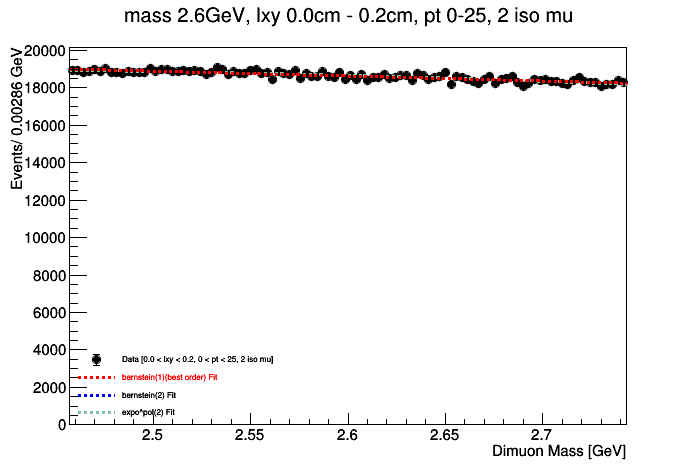 mass 2.6GeV, lxy 0.0cm - 0.2cm, pt 0-25, 2 iso mu
Events/ 0.00286 GeV
20000
18000
16000
14000
12000
10000
8000
6000
4000
2000
0
Data [0.0 < lxy < 0.2, 0 < pt < 25, 2 iso mu]
bernstein(1)(best order) Fit
bernstein(2) Fit
expo^pol(2) Fit
2.5 2.55 2.6 2.65 2.7
Dimuon Mass [GeV]